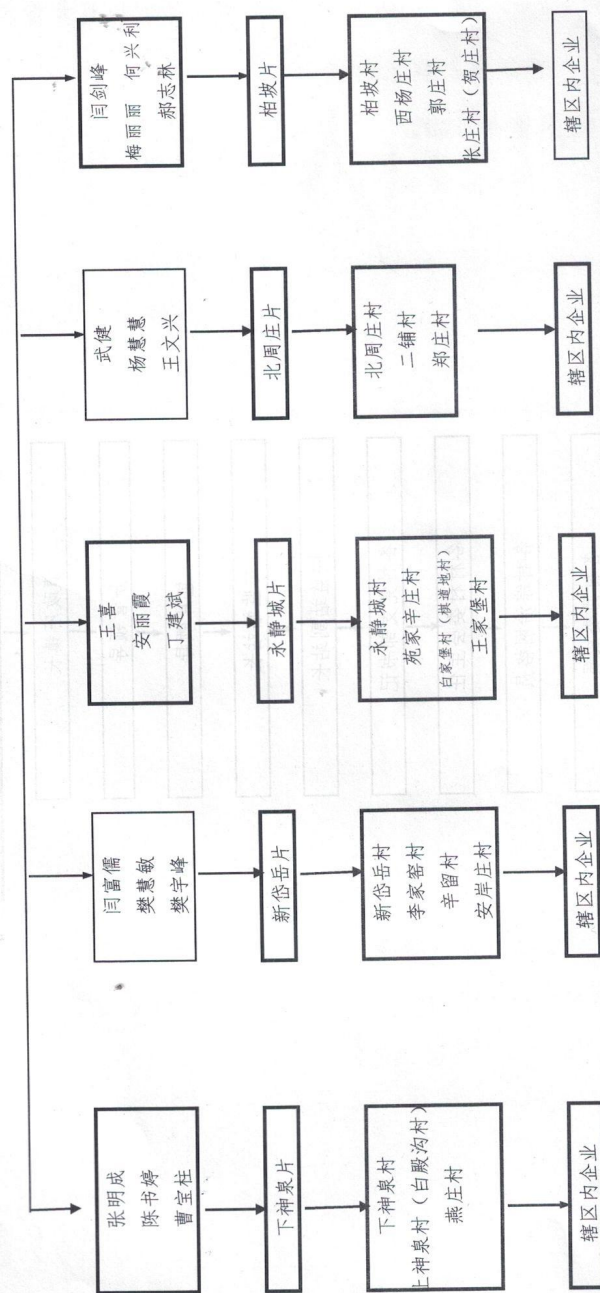 张明成
陈书婷
曹宝柱
下神泉片
下神泉村
上神泉村（白殿沟村）
燕庄村
辖区内企业
闫富儒
樊慧敏
樊宇峰
新岱岳片
新岱岳村
李家窑村
辛留村
安岸庄村
辖区内企业
王喜
安丽霞
丁建斌
永静城片
永静城村
苑家辛庄村
白家堡村（拱道地村）
王家堡村
辖区内企业
武健
杨慧慧
王文兴
北周庄片
北周庄村
二铺村
郑庄村
辖区内企业
闫剑峰
梅丽丽 何兴利
郝志林
柏坡片
柏坡村
西杨庄村
郭庄村
张庄村（贺庄村）
辖区内企业